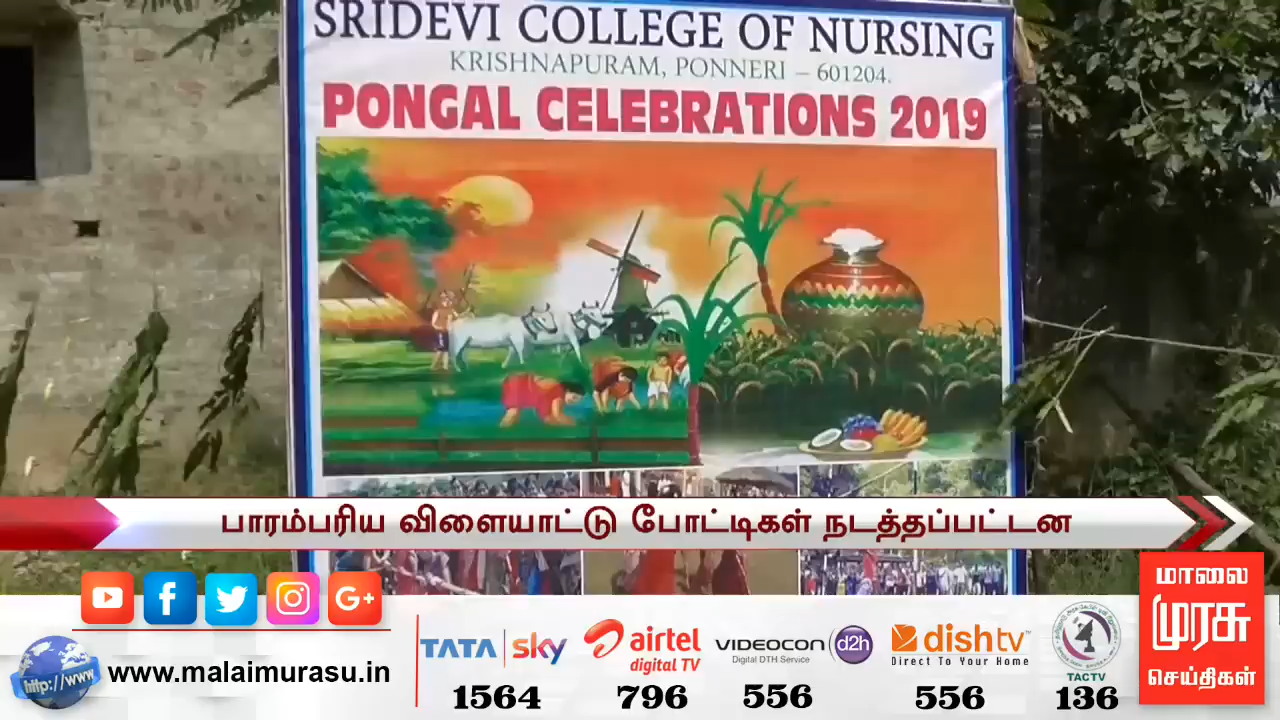 SRIDEVI COLLEGE OF NURSING
KRISHNAPURAM, PONNERI – 601204.
PONGAL CELEBRATIONS 2019
பாரம்பரிய விளையாட்டு போட்டிகள் நடத்தப்பட்டன
மாலை
முரசு
செய்திகள்
G+
http://www
www.malaimurasu.in
TATA sky
1564
airtel
digital TV
796
VIDEOCON d2h
Digital DTH Service
556
dishtv
Direct To Your Home
556
TACTV
136